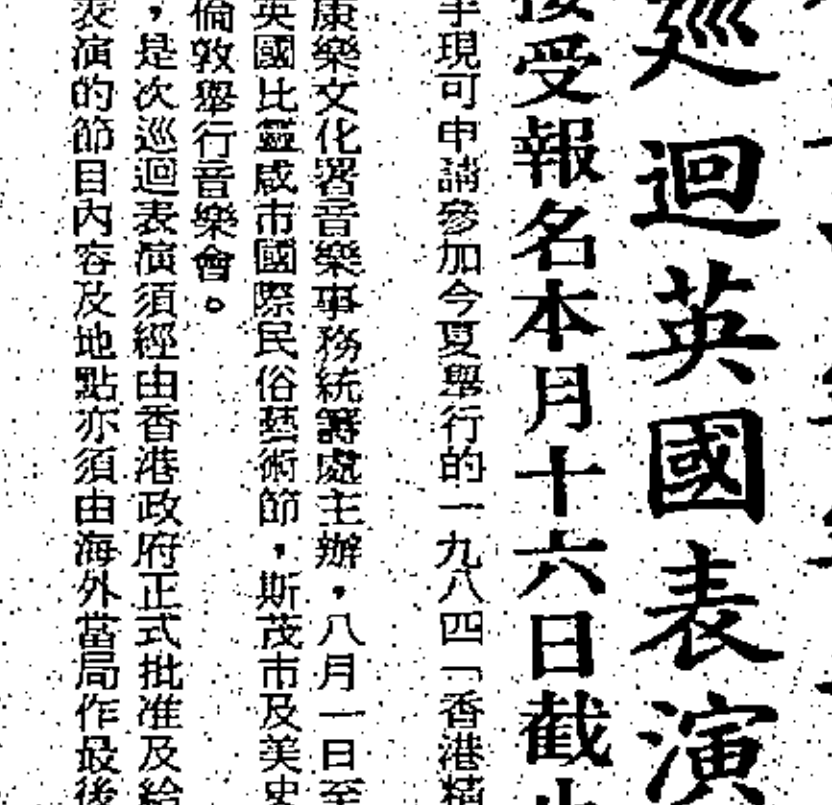 廵迴英國表演
接受報名本月十六日截止
手現可申請參加今夏舉行的一九八四「香港
康樂文化署音樂事務統籌處主辦，八月一日至
英國比靈咸市國際民俗藝術節，斯茂市及美史
倫敦舉行音樂會。
，是次巡迴表演須經由香港政府正式批准及給
表演的節目內容及地點亦須由海外當局作最後